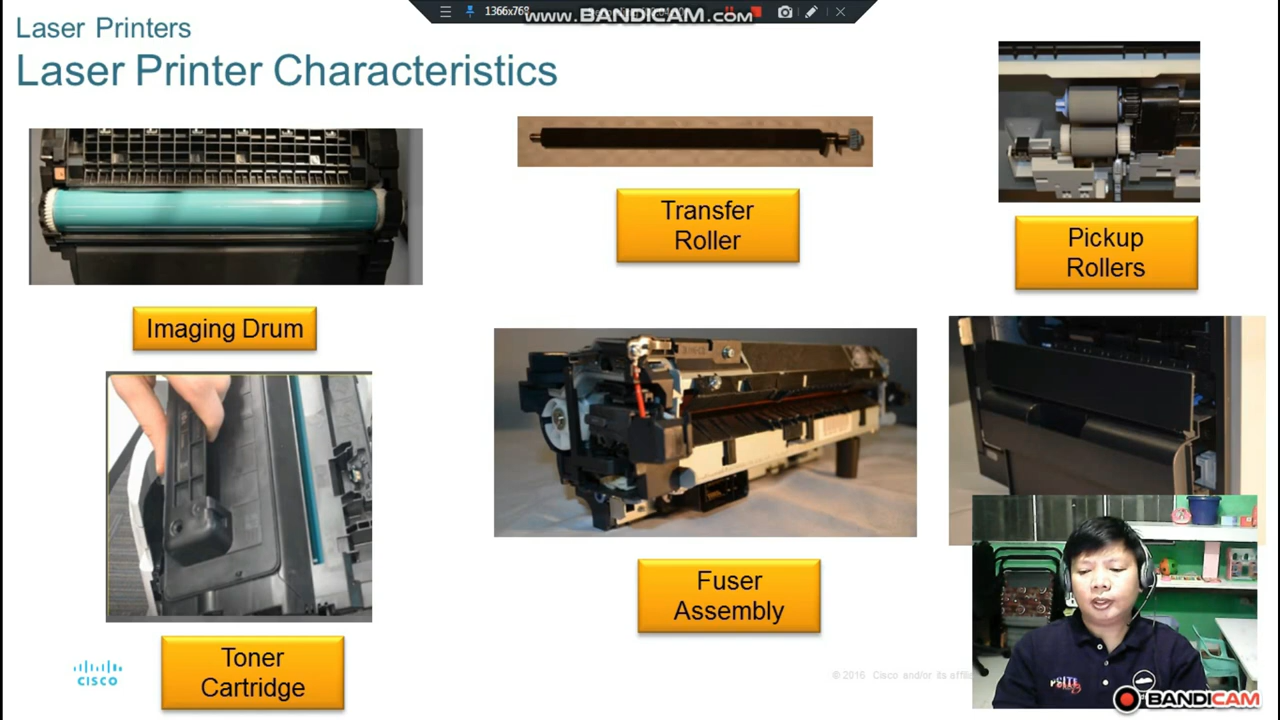 1366x768
www.BANDICAM.com
Laser Printers
Laser Printer Characteristics
Transfer
Roller
Pickup
Rollers
Imaging Drum
Fuser
Assembly
Toner
Cartridge
CISCO
© 2016 Cisco and/or its
BANDICAM